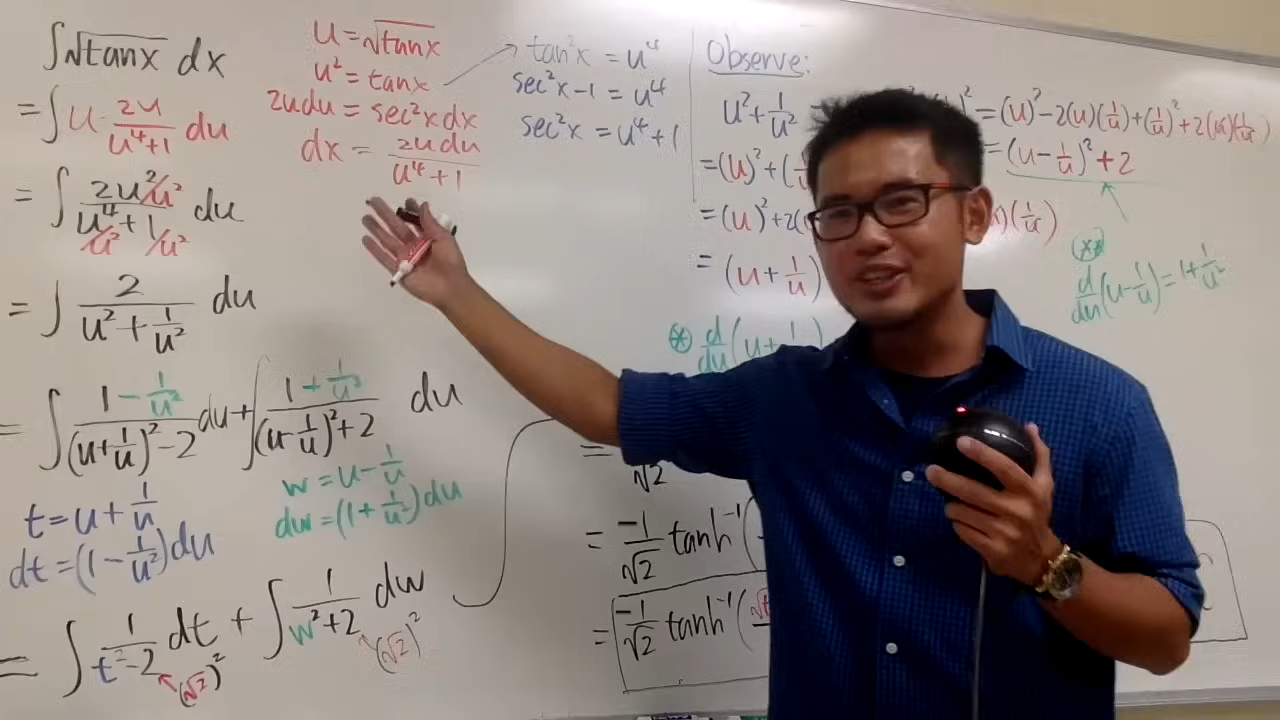 ∫√tanx dx
= ∫ u · 2u/(u⁴+1) du
= ∫ (2u²/u²)/(u⁴/u² + 1/u²) du
= ∫ 2/(u² + 1/u²) du
= ∫ (1 - 1/u²)/((u + 1/u)² - 2) du + ∫ (1 + 1/u²)/((u - 1/u)² + 2) du
t = u + 1/u
dt = (1 - 1/u²)du
w = u - 1/u
dw = (1 + 1/u²)du
= ∫ 1/(t² - 2) dt + ∫ 1/(w² + 2) dw
(√2)² (√2)²
u = √tanx
u² = tanx
2udu = sec²x dx
dx = 2u du/(u⁴+1)
tan²x = u⁴
sec²x - 1 = u⁴
sec²x = u⁴ + 1
Observe:
u² + 1/u² = (u)² - 2(u)(1/u) + (1/u)² + 2(u)(1/u)
= (u)² + = (u - 1/u)² + 2
= (u)² + 2( (1/u)
= (u + 1/u)
(*) d/du (u +
(**)
d/du (u - 1/u) = 1 + 1/u²
= √2
= -1/√2 tanh⁻¹(
= -1/√2 tanh⁻¹(